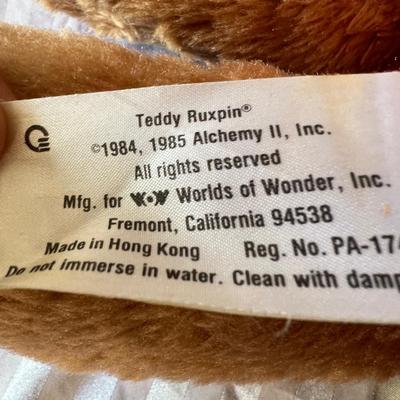 Teddy Ruxpin®
©1984, 1985 Alchemy II, Inc.
All rights reserved
Mfg. for WOW Worlds of Wonder, Inc.
Fremont, California 94538
Made in Hong Kong Reg. No. PA-174
Do not immerse in water. Clean with damp